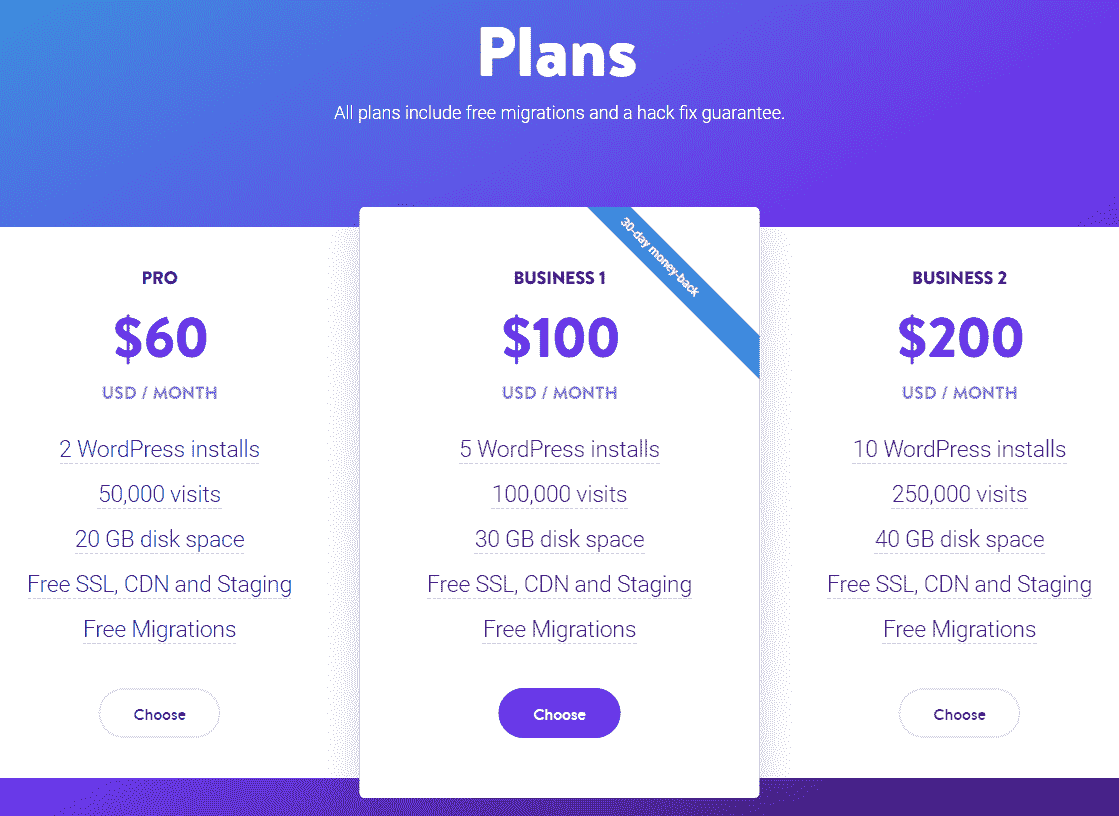 Plans
All plans include free migrations and a hack fix guarantee.
PRO
$60
USD / MONTH
2 WordPress installs
50,000 visits
20 GB disk space
Free SSL, CDN and Staging
Free Migrations
Choose
30-day money-back
BUSINESS 1
$100
USD / MONTH
5 WordPress installs
100,000 visits
30 GB disk space
Free SSL, CDN and Staging
Free Migrations
Choose
BUSINESS 2
$200
USD / MONTH
10 WordPress installs
250,000 visits
40 GB disk space
Free SSL, CDN and Staging
Free Migrations
Choose